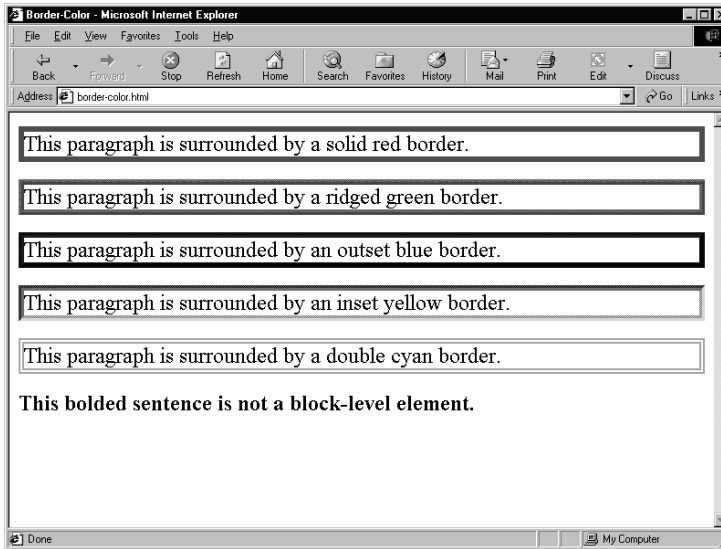 Border-Color - Microsoft Internet Explorer
File Edit View Favorites Tools Help
Back Forward Stop Refresh Home Search Favorites History Mail Print Edit Discuss
Address border-color.html Go Links
This paragraph is surrounded by a solid red border.
This paragraph is surrounded by a ridged green border.
This paragraph is surrounded by an outset blue border.
This paragraph is surrounded by an inset yellow border.
This paragraph is surrounded by a double cyan border.
This bolded sentence is not a block-level element.
Done My Computer